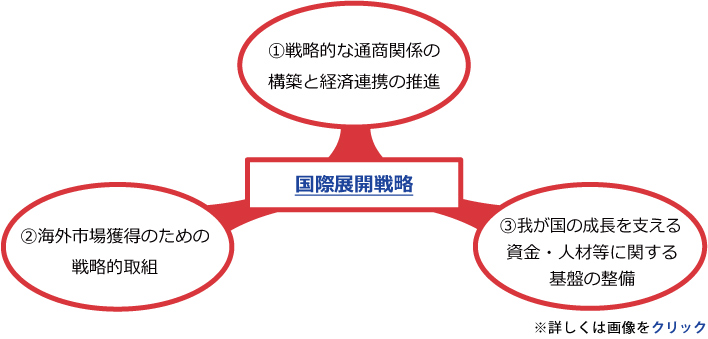 ①戦略的な通商関係の
構築と経済連携の推進
国際展開戦略
②海外市場獲得のための
戦略的取組
③我が国の成長を支える
資金・人材等に関する
基盤の整備
※詳しくは画像をクリック